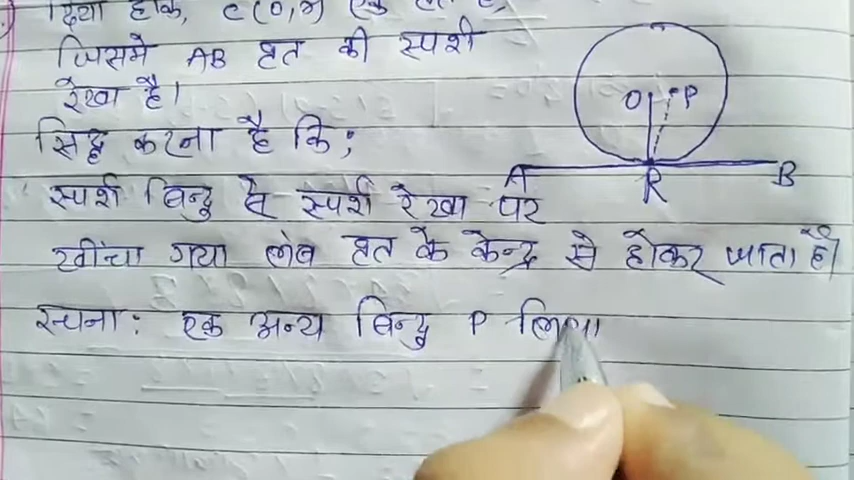 दिया है कि, C(O,r) एक
जिसमे AB वृत की स्पर्श
रेखा है।
सिद्ध करना है कि;
स्पर्श बिन्दु से स्पर्श रेखा पर
खींचा गया लंब वृत के केन्द्र से होकर जाता है।
रचना: एक अन्य बिन्दु P लिया
O P
A R B